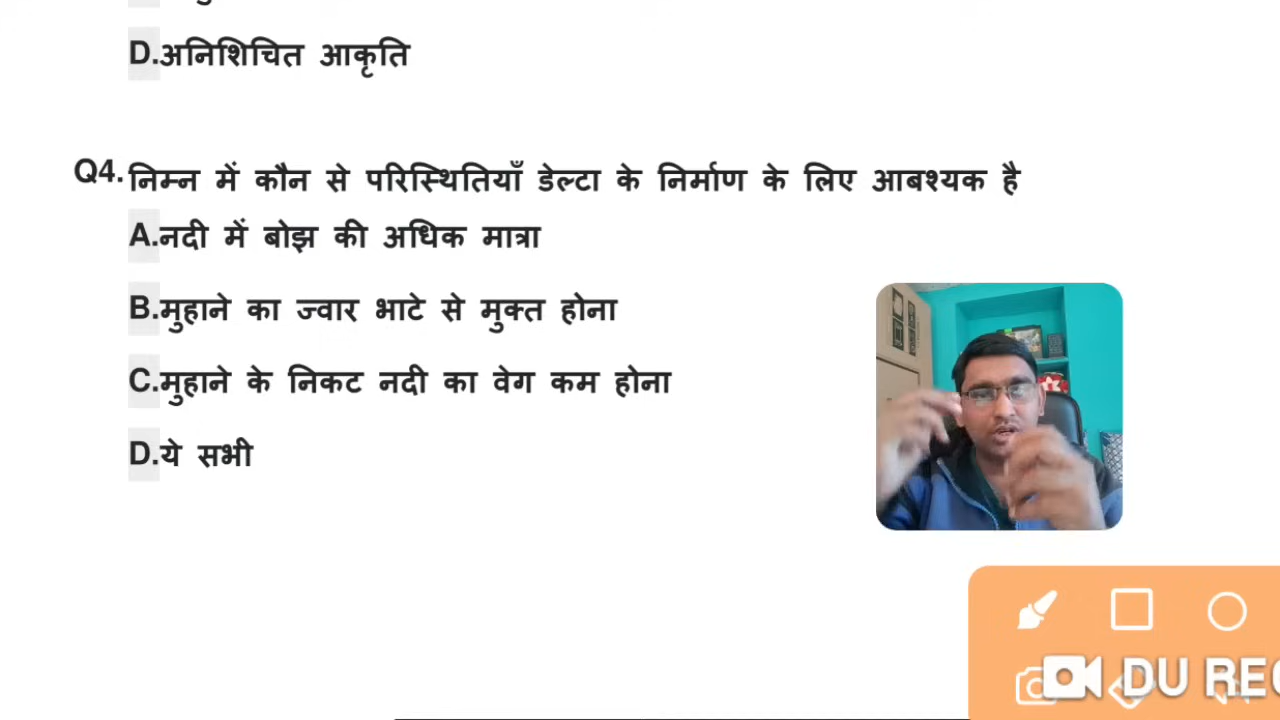 D.अनिशिचित आकृति
Q4. निम्न में कौन से परिस्थितियाँ डेल्टा के निर्माण के लिए आबश्यक है
A.नदी में बोझ की अधिक मात्रा
B.मुहाने का ज्वार भाटे से मुक्त होना
C.मुहाने के निकट नदी का वेग कम होना
D.ये सभी
DU REC